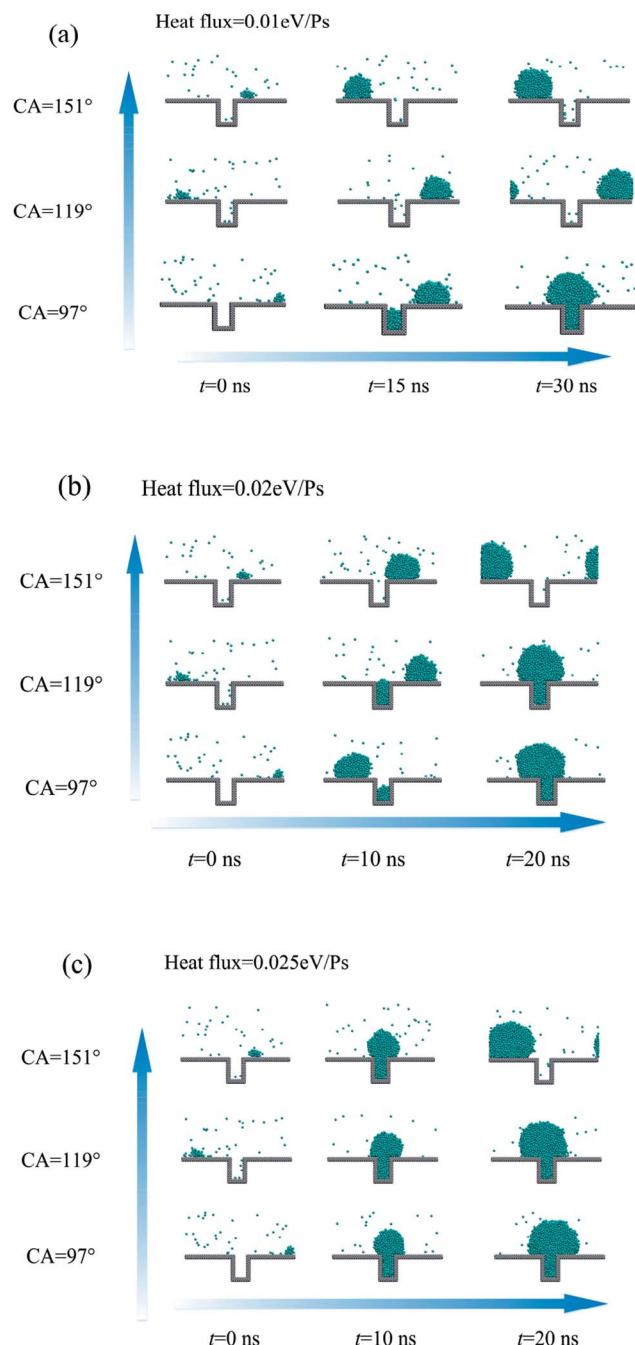 (a)
Heat flux=0.01eV/Ps
CA=151°
CA=119°
CA=97°
t=0 ns t=15 ns t=30 ns
(b)
Heat flux=0.02eV/Ps
CA=151°
CA=119°
CA=97°
t=0 ns t=10 ns t=20 ns
(c)
Heat flux=0.025eV/Ps
CA=151°
CA=119°
CA=97°
t=0 ns t=10 ns t=20 ns